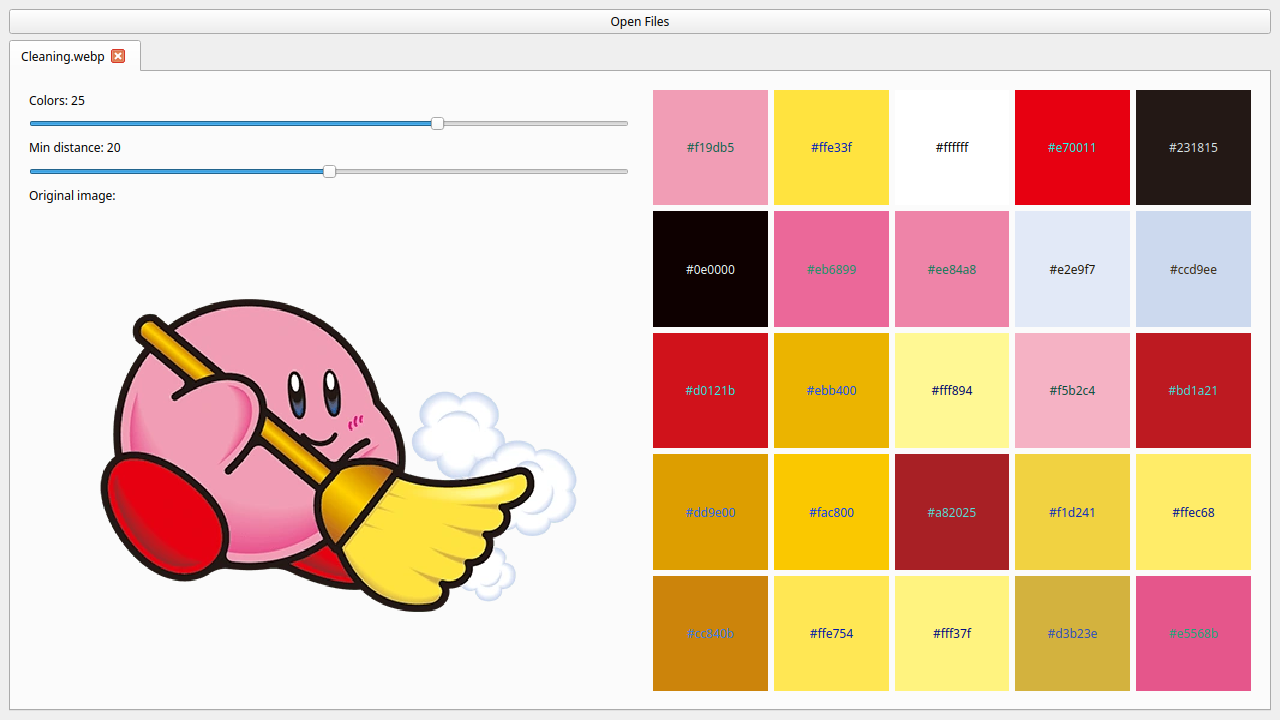 Open Files
Cleaning.webp
Colors: 25
Min distance: 20
Original image:
#f19db5 #ffe33f #ffffff #e70011 #231815
#0e0000 #eb6899 #ee84a8 #e2e9f7 #ccd9ee
#d0121b #ebb400 #fff894 #f5b2c4 #bd1a21
#dd9e00 #fac800 #a82025 #f1d241 #ffec68
#cc840b #ffe754 #fff37f #d3b23e #e5568b